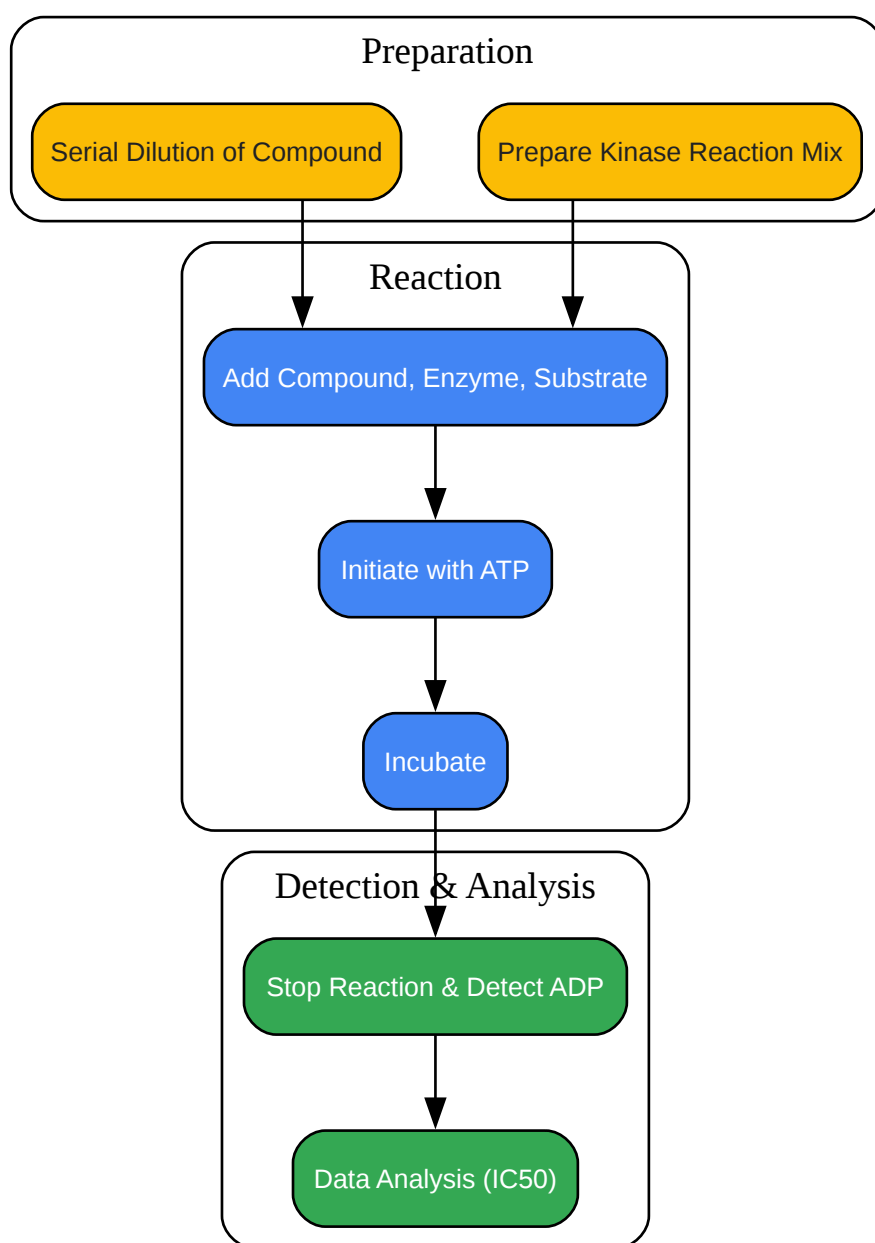 Preparation
Serial Dilution of Compound
Prepare Kinase Reaction Mix
Reaction
Add Compound, Enzyme, Substrate
Initiate with ATP
Incubate
Detection & Analysis
Stop Reaction & Detect ADP
Data Analysis (IC50)